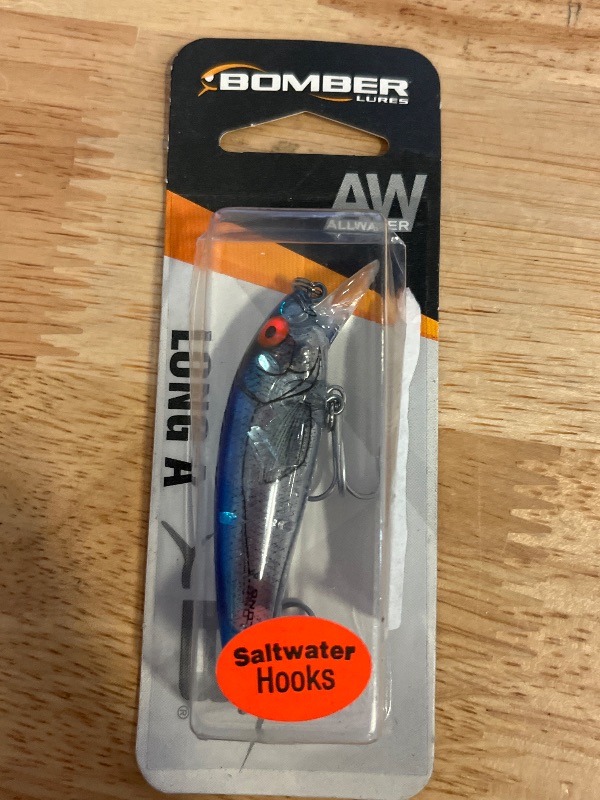 BOMBER
LURES
AW
ALLWATER
LONG A
Saltwater
Hooks
®